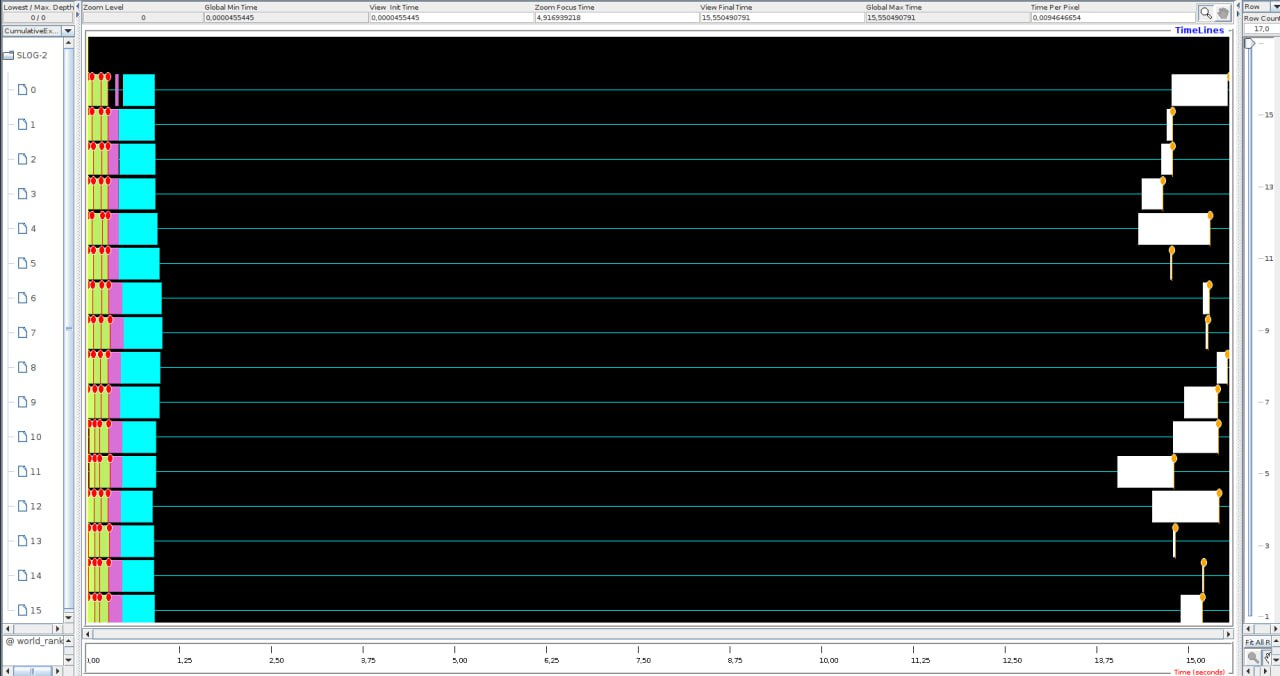 Lowest / Max. Depth
Zoom Level
Global Min Time
View Init Time
Zoom Focus Time
View Final Time
Global Max Time
Time Per Pixel
Row
0 / 0
0
0,0000455445
0,0000455445
4,916939218
15,550490791
15,550490791
0,0094646654
Row Count
CumulativeEx...
TimeLines
17,0
SLOG-2
0
1
2
3
4
5
6
7
8
9
10
11
12
13
14
15
15
13
11
9
7
5
3
1
@ world_rank
Fit All R
0,00
1,25
2,50
3,75
5,00
6,25
7,50
8,75
10,00
11,25
12,50
13,75
15,00
Time (seconds)